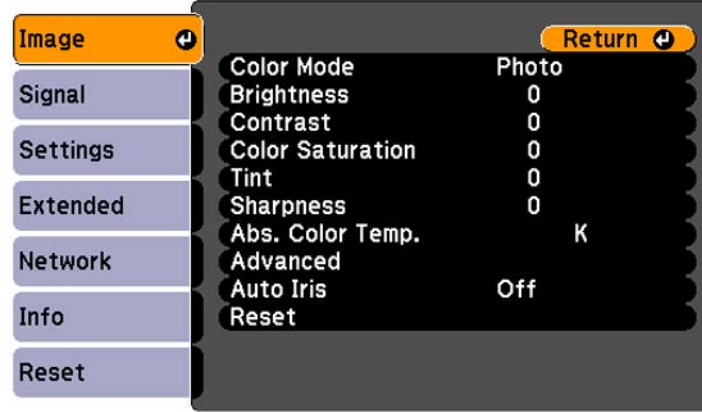 Image
Signal
Settings
Extended
Network
Info
Reset
Return
Color Mode Photo
Brightness 0
Contrast 0
Color Saturation 0
Tint 0
Sharpness 0
Abs. Color Temp. K
Advanced
Auto Iris Off
Reset